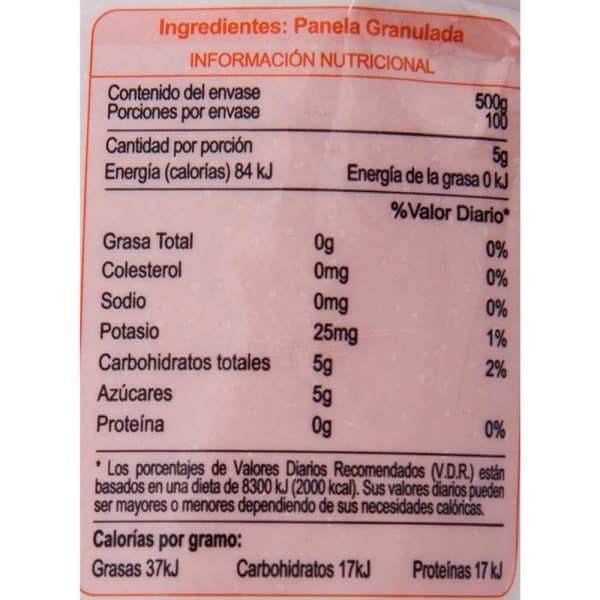 Ingredientes: Panela Granulada
INFORMACIÓN NUTRICIONAL
Contenido del envase 500g
Porciones por envase 100
Cantidad por porción 5g
Energía (calorías) 84 kJ Energía de la grasa 0 kJ
%Valor Diario*
Grasa Total 0g 0%
Colesterol 0mg 0%
Sodio 0mg 0%
Potasio 25mg 1%
Carbohidratos totales 5g 2%
Azúcares 5g
Proteína 0g 0%
* Los porcentajes de Valores Diarios Recomendados (V.D.R.) están
basados en una dieta de 8300 kJ (2000 kcal). Sus valores diarios pueden
ser mayores o menores dependiendo de sus necesidades calóricas.
Calorías por gramo:
Grasas 37kJ Carbohidratos 17kJ Proteínas 17 kJ